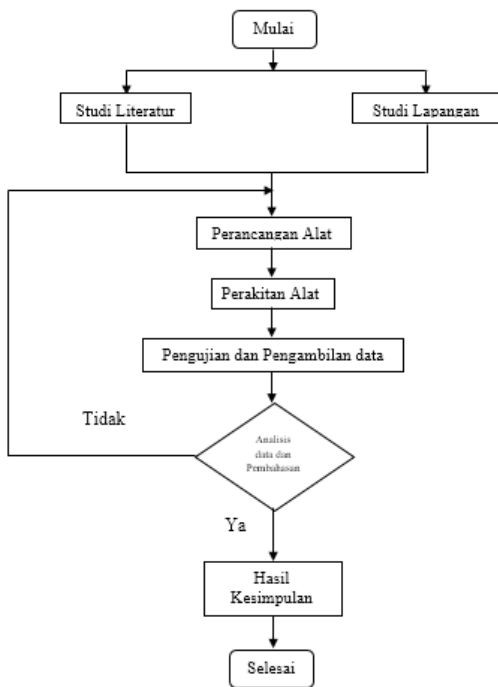 Mulai
Studi Literatur
Studi Lapangan
Perancangan Alat
Perakitan Alat
Pengujian dan Pengambilan data
Tidak
Analisis
data dan
Pembahasan
Ya
Hasil
Kesimpulan
Selesai